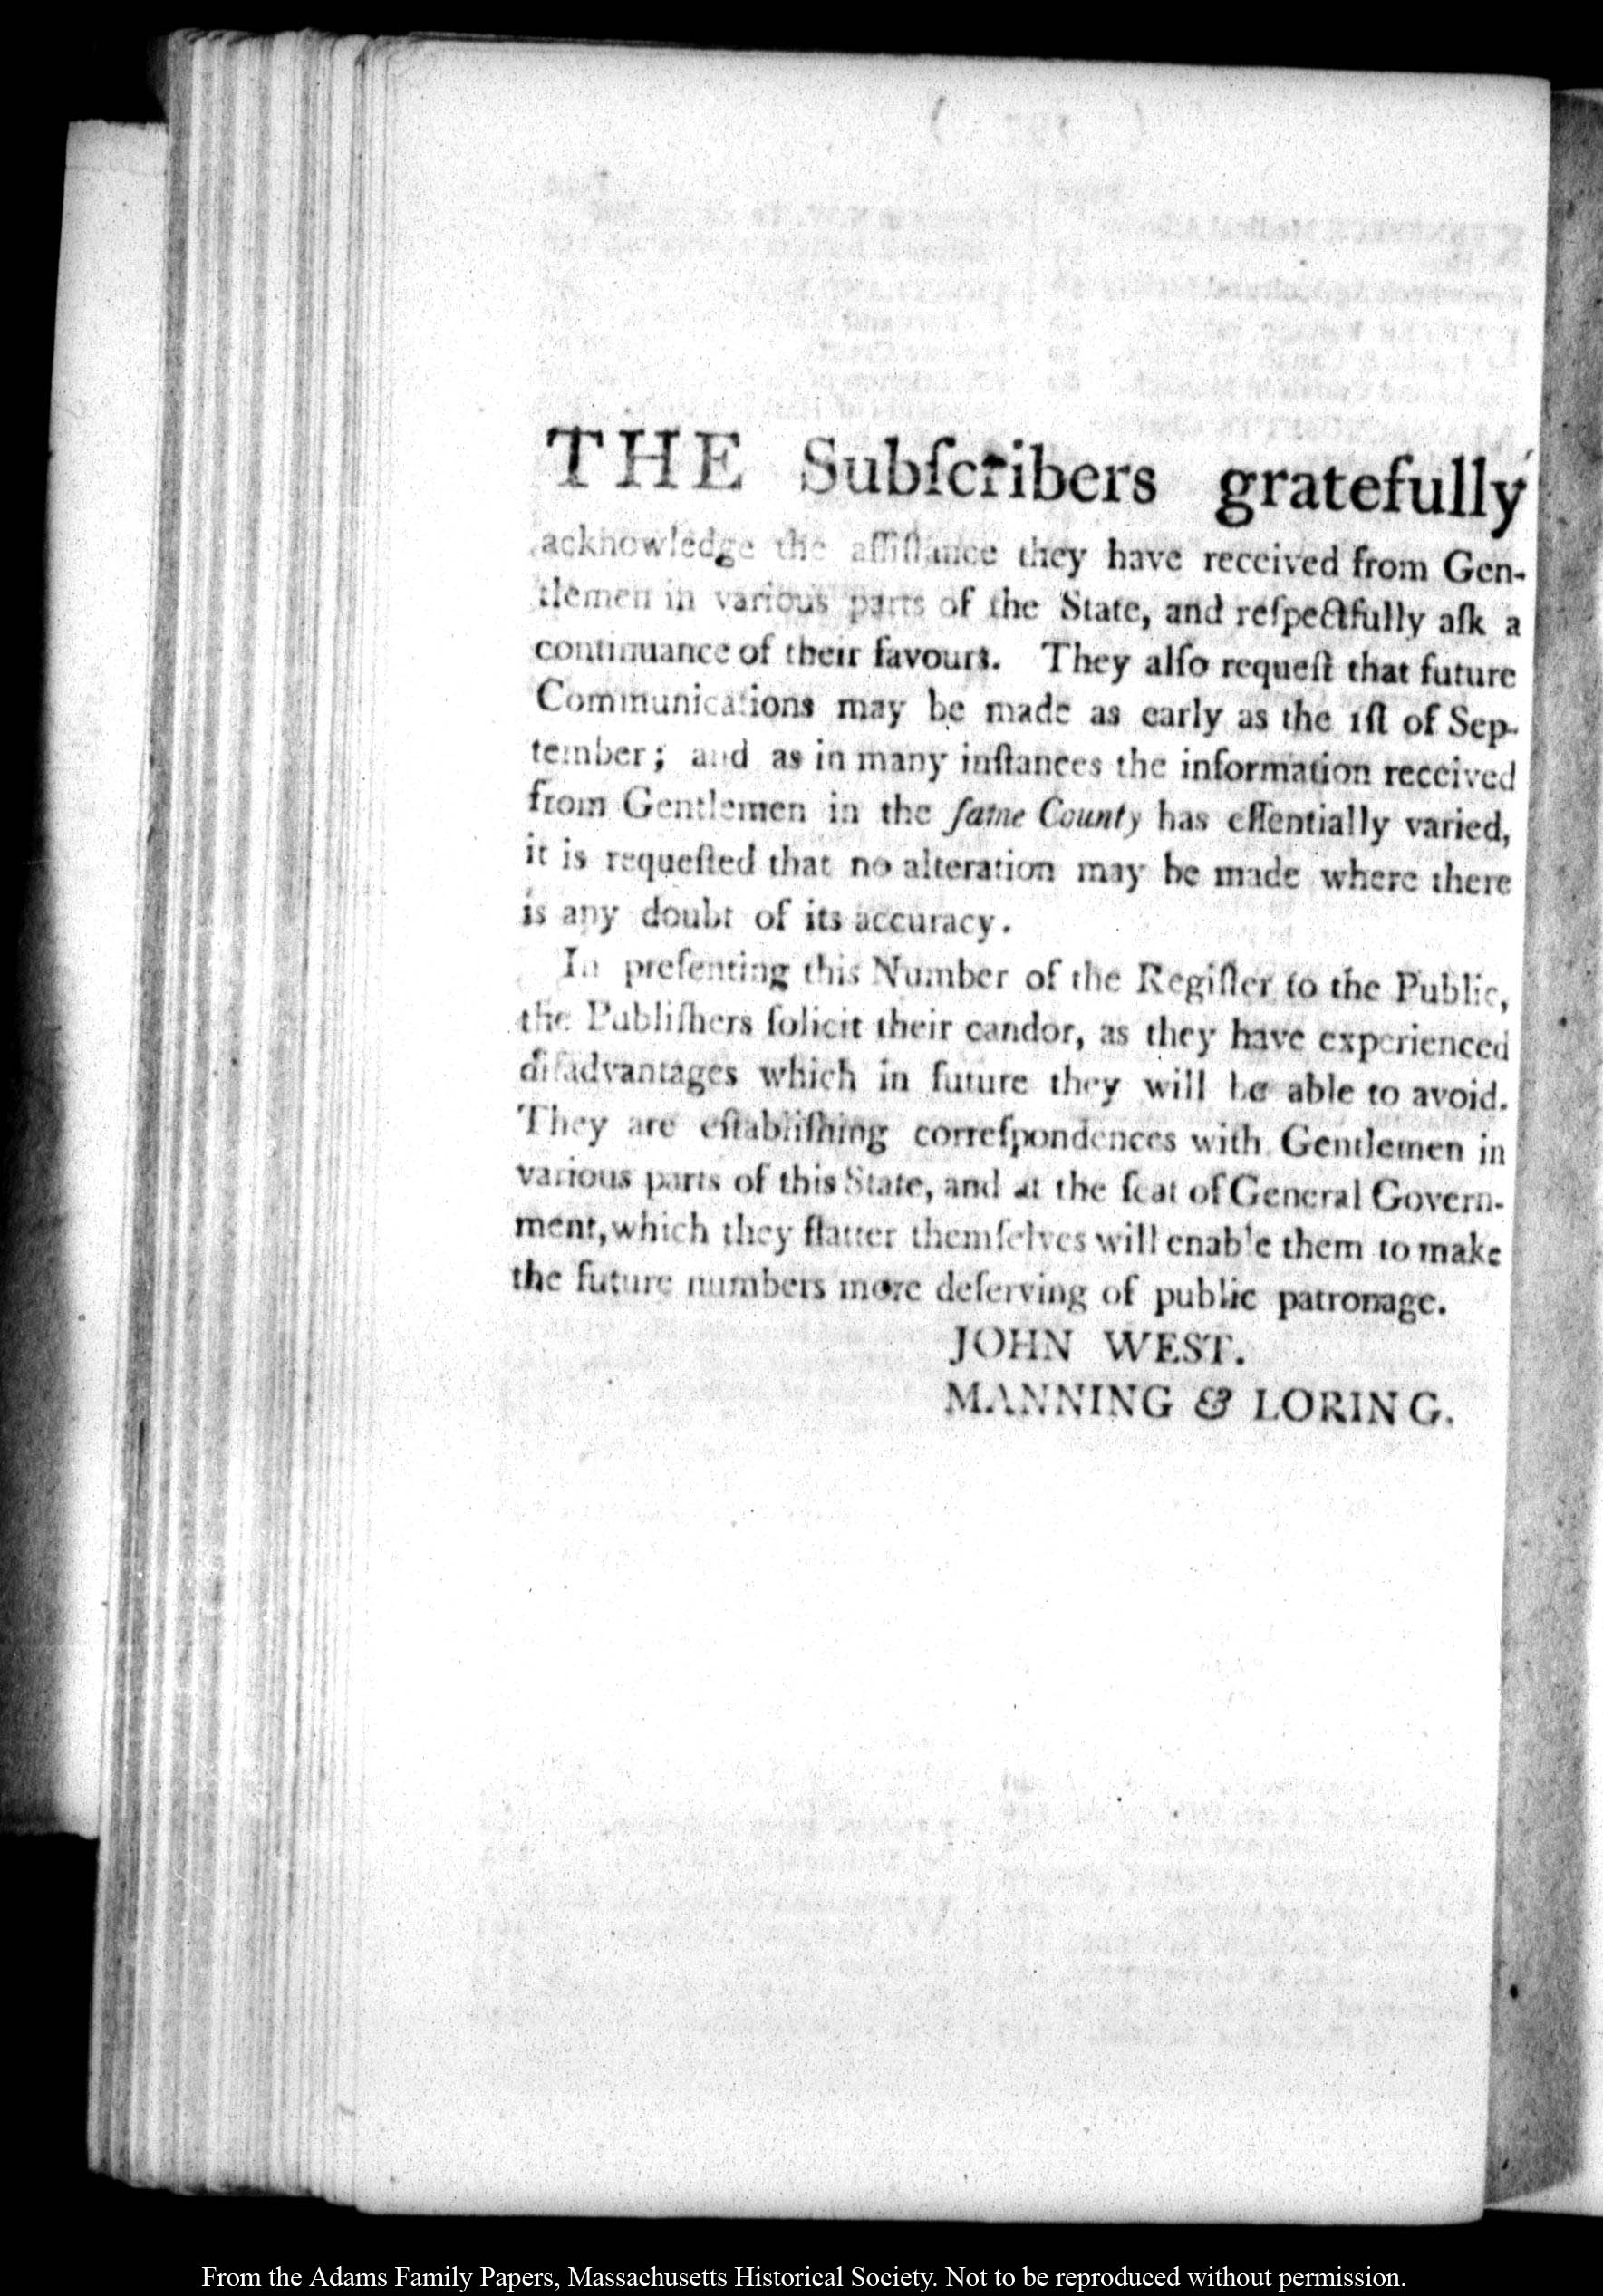 THE Subſcribers gratefully
acknowledge the aſſiſtance they have received from Gen-
tlemen in various parts of the State, and reſpectfully aſk a
continuance of their favours. They alſo requeſt that future
Communications may be made as early as the 1ſt of Sep-
tember; and as in many inſtances the information received
from Gentlemen in the ſame County has eſſentially varied,
it is requeſted that no alteration may be made where there
is any doubt of its accuracy.
In preſenting this Number of the Regiſter to the Public,
the Publiſhers ſolicit their candor, as they have experienced
diſadvantages which in future they will be able to avoid.
They are eſtabliſhing correſpondences with Gentlemen in
various parts of this State, and at the ſeat of General Govern-
ment, which they flatter themſelves will enable them to make
the future numbers more deſerving of public patronage.
JOHN WEST.
MANNING & LORING.
From the Adams Family Papers, Massachusetts Historical Society. Not to be reproduced without permission.